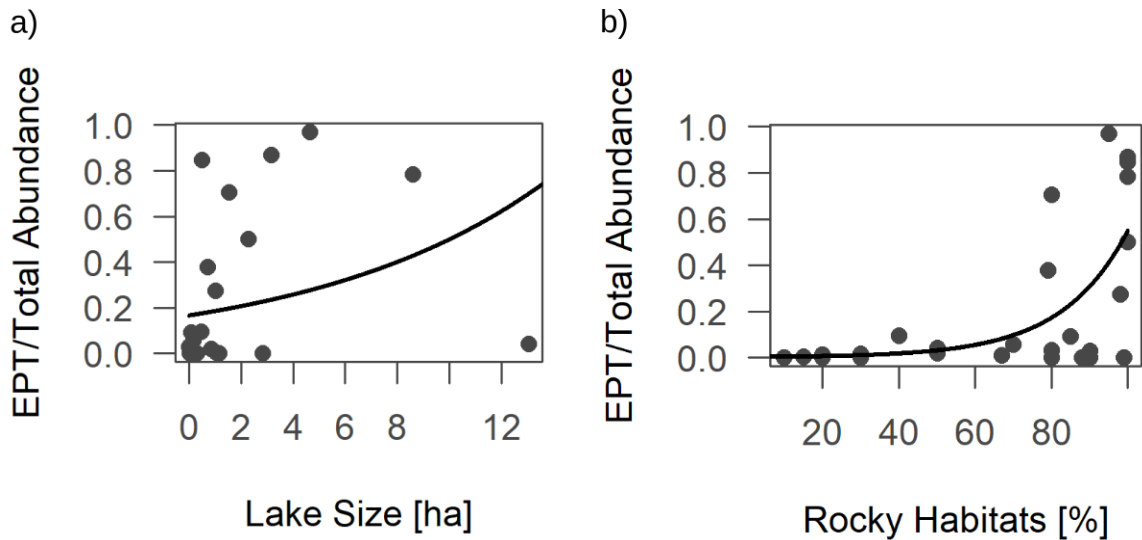 a)
EPT/Total Abundance
1.0
0.8
0.6
0.4
0.2
0.0
0 2 4 6 8 12
Lake Size [ha]
b)
EPT/Total Abundance
1.0
0.8
0.6
0.4
0.2
0.0
20 40 60 80
Rocky Habitats [%]